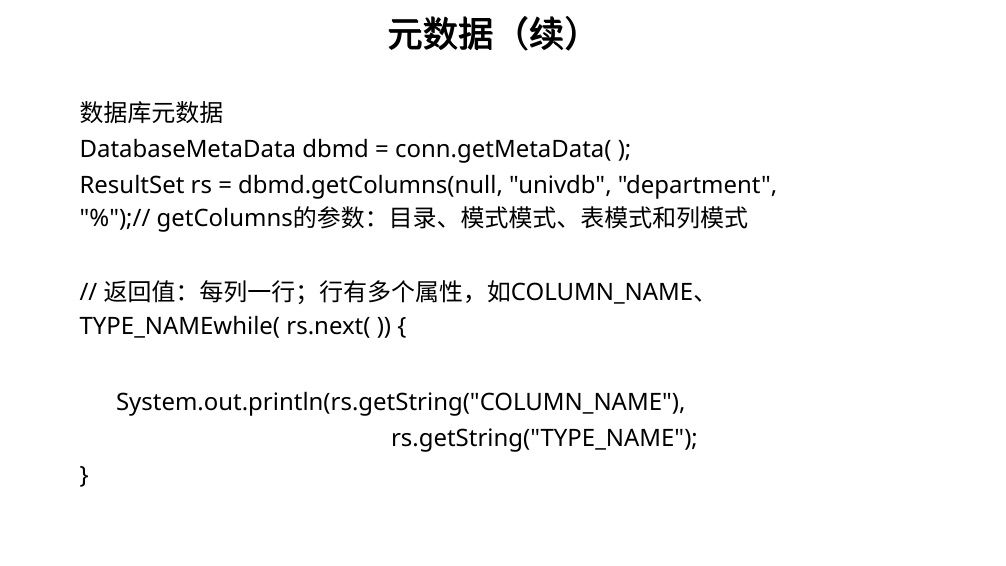 元数据（续）
数据库元数据
DatabaseMetaData dbmd = conn.getMetaData( );
ResultSet rs = dbmd.getColumns(null, "univdb", "department",
"%");// getColumns的参数：目录、模式模式、表模式和列模式
// 返回值：每列一行；行有多个属性，如COLUMN_NAME、
TYPE_NAMEwhile( rs.next( )) {
System.out.println(rs.getString("COLUMN_NAME"),
rs.getString("TYPE_NAME");
}